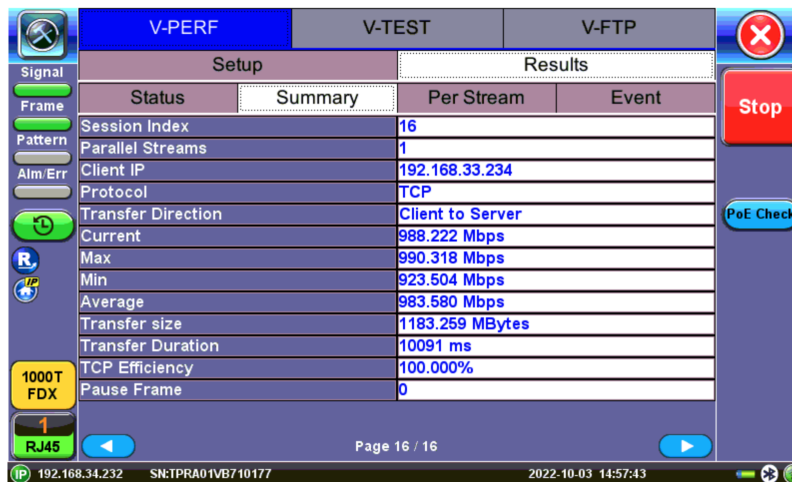 V-PERF V-TEST V-FTP
Setup Results
Status Summary Per Stream Event
Signal
Frame
Pattern
Alm/Err
R.
IP
1000T
FDX
1
RJ45
Session Index 16
Parallel Streams 1
Client IP 192.168.33.234
Protocol TCP
Transfer Direction Client to Server
Current 988.222 Mbps
Max 990.318 Mbps
Min 923.504 Mbps
Average 983.580 Mbps
Transfer size 1183.259 MBytes
Transfer Duration 10091 ms
TCP Efficiency 100.000%
Pause Frame 0
Page 16 / 16
Stop
PoE Check
IP 192.168.34.232 SN:TPRA01VB710177 2022-10-03 14:57:43